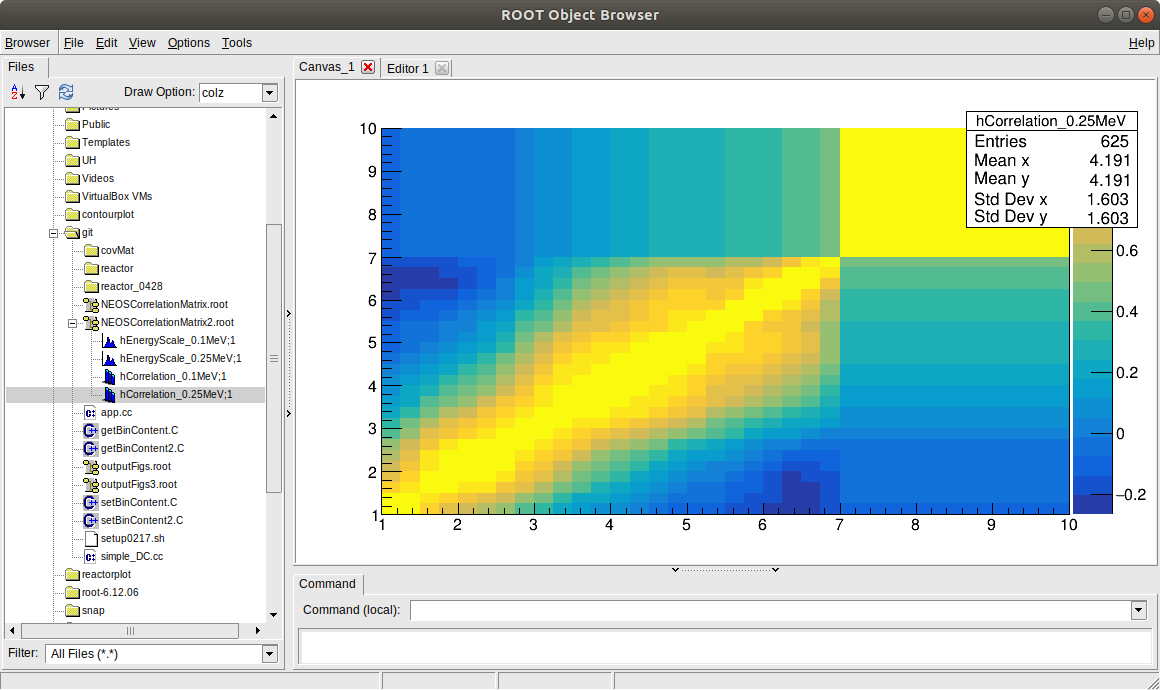 ROOT Object Browser
Browser File Edit View Options Tools Help
Files
Draw Option: colz
Pictures
Public
Templates
UH
Videos
VirtualBox VMs
contourplot
git
covMat
reactor
reactor_0428
NEOSCorrelationMatrix.root
NEOSCorrelationMatrix2.root
hEnergyScale_0.1MeV;1
hEnergyScale_0.25MeV;1
hCorrelation_0.1MeV;1
hCorrelation_0.25MeV;1
app.cc
getBinContent.C
getBinContent2.C
outputFigs.root
outputFigs3.root
setBinContent.C
setBinContent2.C
setup0217.sh
simple_DC.cc
reactorplot
root-6.12.06
snap
Filter: All Files (*.*)
Canvas_1 Editor 1
hCorrelation_0.25MeV
Entries 625
Mean x 4.191
Mean y 4.191
Std Dev x 1.603
Std Dev y 1.603
10
9
8
7
6
5
4
3
2
1
1 2 3 4 5 6 7 8 9 10
0.6
0.4
0.2
0
−0.2
Command
Command (local):